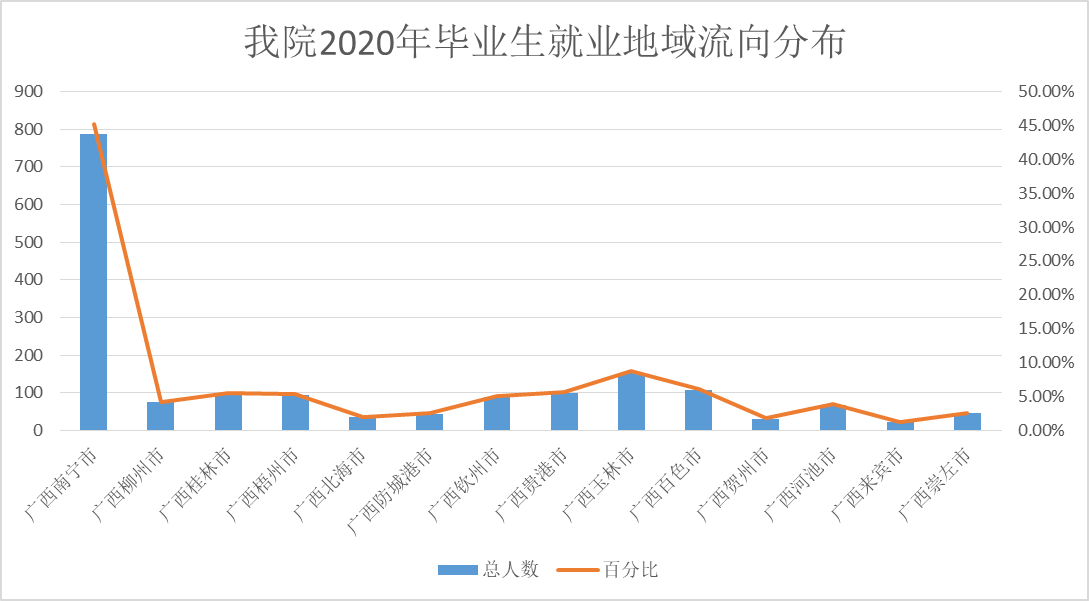 我院2020年毕业生就业地域流向分布
900
800
700
600
500
400
300
200
100
0
50.00%
45.00%
40.00%
35.00%
30.00%
25.00%
20.00%
15.00%
10.00%
5.00%
0.00%
广西南宁市
广西柳州市
广西桂林市
广西梧州市
广西北海市
广西防城港市
广西钦州市
广西贵港市
广西玉林市
广西百色市
广西贺州市
广西河池市
广西来宾市
广西崇左市
总人数
百分比